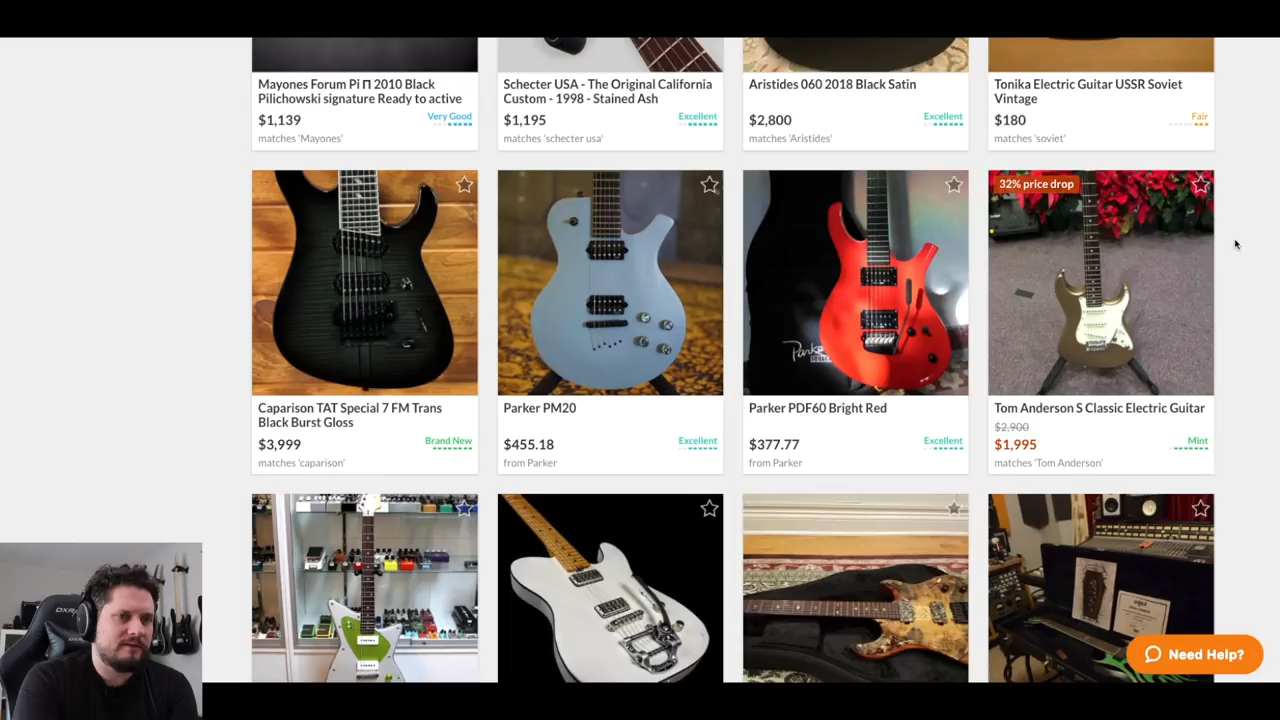 Mayones Forum Pi Π 2010 Black
Pilichowski signature Ready to active
$1,139
Very Good
matches 'Mayones'
Schecter USA - The Original California
Custom - 1998 - Stained Ash
$1,195
Excellent
matches 'schecter usa'
Aristides 060 2018 Black Satin
$2,800
Excellent
matches 'Aristides'
Tonika Electric Guitar USSR Soviet
Vintage
$180
Fair
matches 'soviet'
32% price drop
Parker
Caparison TAT Special 7 FM Trans
Black Burst Gloss
$3,999
Brand New
matches 'caparison'
Parker PM20
$455.18
Excellent
from Parker
Parker PDF60 Bright Red
$377.77
Excellent
from Parker
Tom Anderson S Classic Electric Guitar
$2,900
$1,995
Mint
matches 'Tom Anderson'
DXR
Need Help?